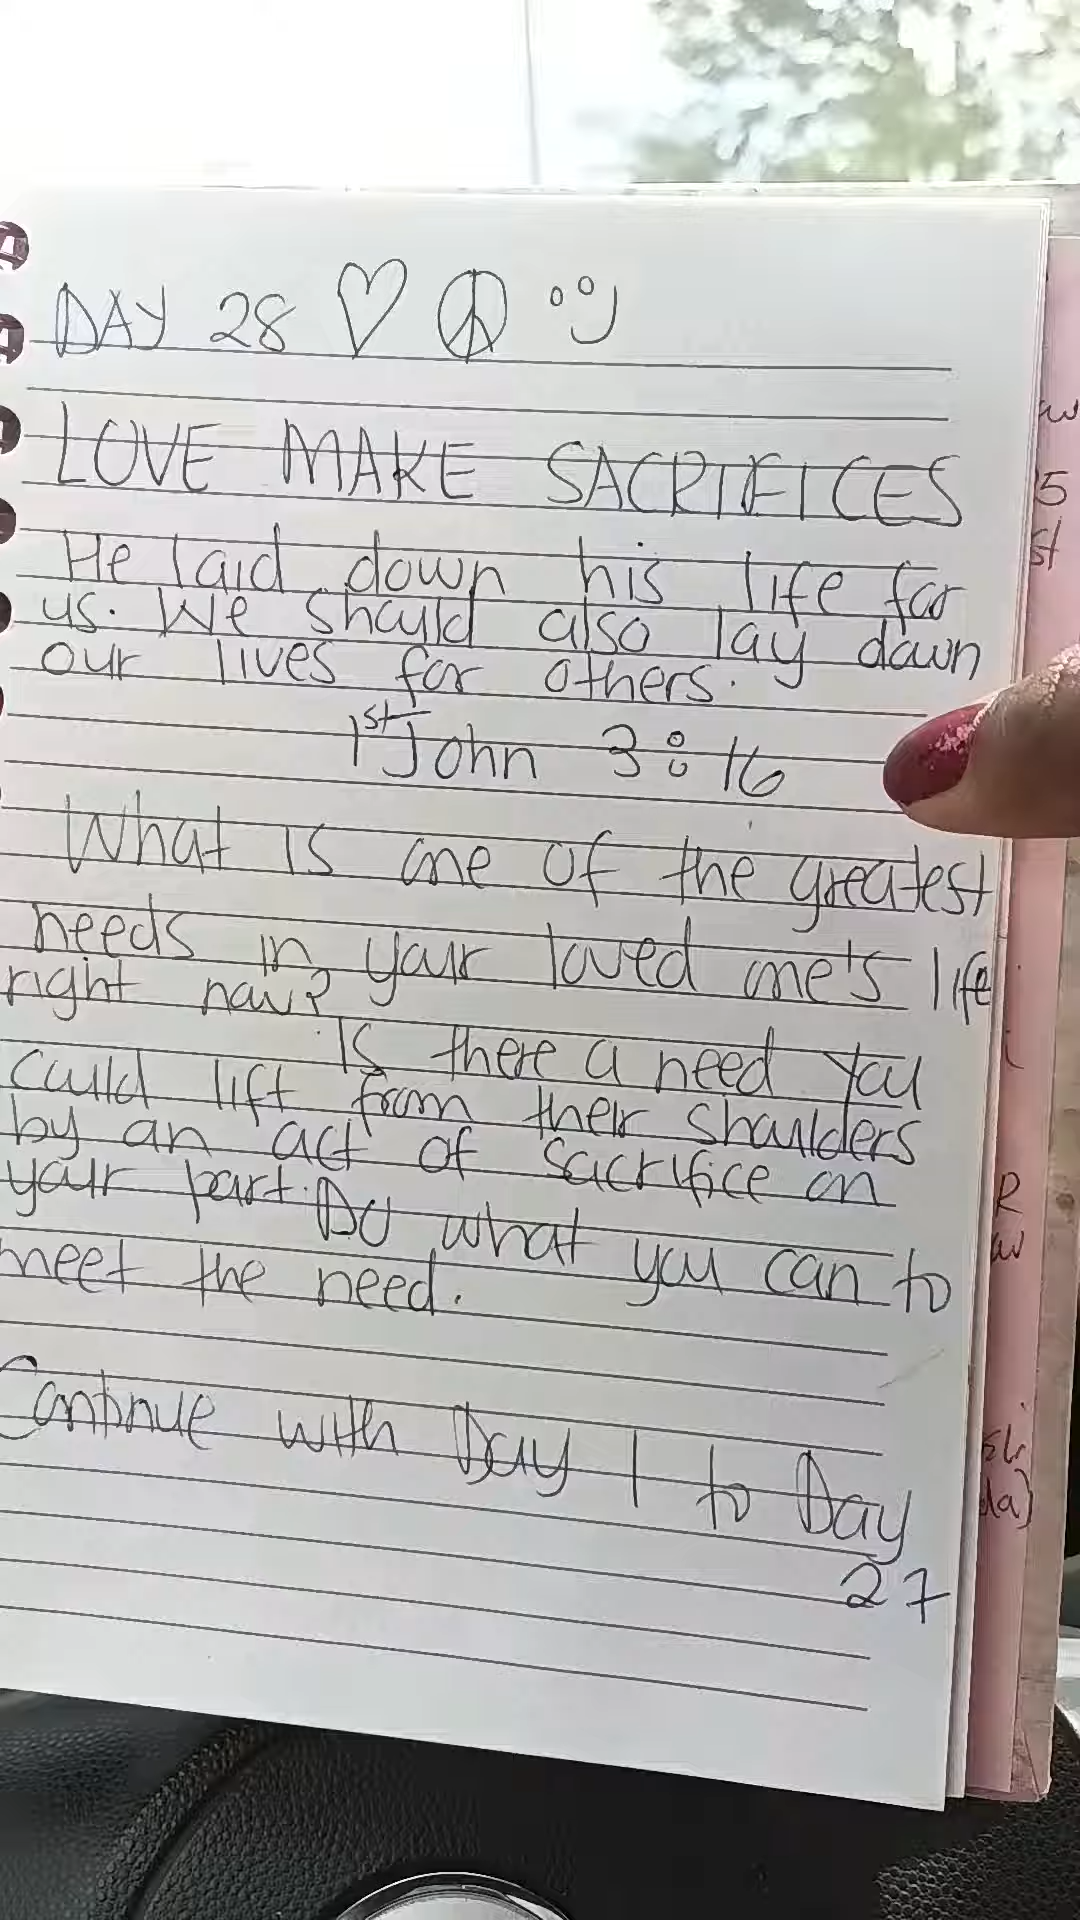 DAY 28 ♡ ☮ :)
LOVE MAKE SACRIFICES
He laid down his life for
us. We should also lay down
our lives for others.
1st John 3:16
What is one of the greatest
needs in your loved one's life
right now?
Is there a need you
could lift from their shoulders
by an act of sacrifice on
your part. Do what you can to
meet the need.
Continue with Day 1 to Day
27